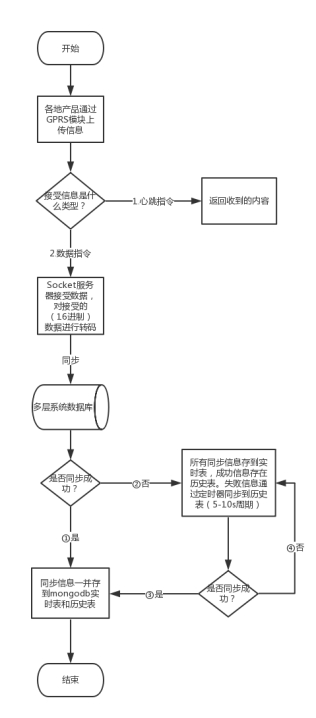 开始
各地产品通过
GPRS模块上
传信息
接受信息是什
么类型？
1.心跳指令
返回收到的内容
2.数据指令
Socket服务
器接受数据，
对接受的
（16进制）
数据进行转码
同步
多层系统数据库
是否同步成
功？
②否
所有同步信息存到实
时表，成功信息存在
历史表。失败信息通
过定时器同步到历史
表（5-10s周期）
①是
④否
同步信息一并存
到mongodb实
时表和历史表
③是
是否同步成
功？
结束